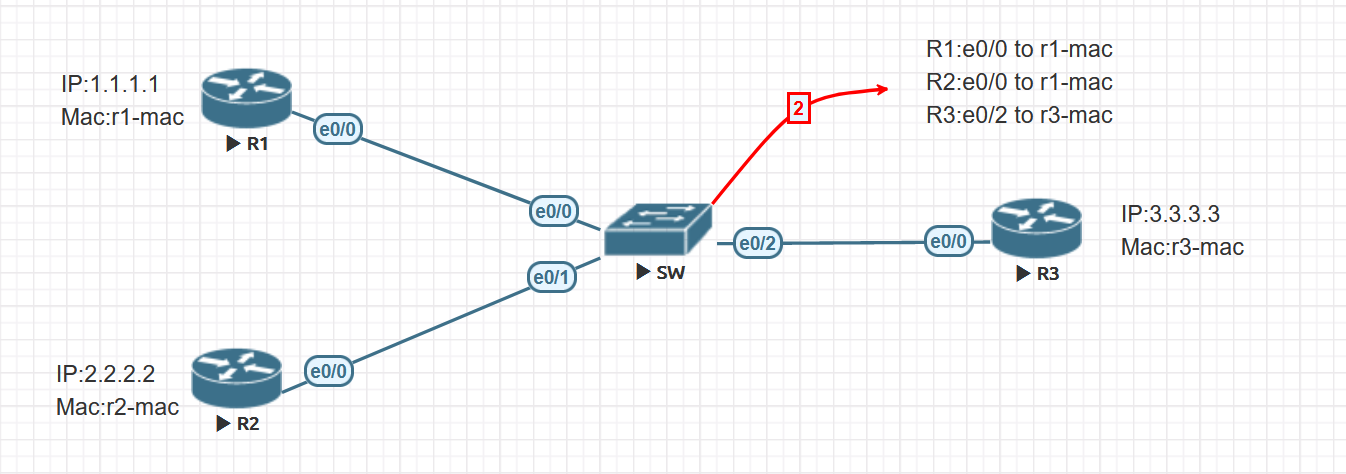 R1:e0/0 to r1-mac
R2:e0/0 to r1-mac
R3:e0/2 to r3-mac
IP:1.1.1.1
Mac:r1-mac
R1
e0/0
2
e0/0
e0/1
SW
e0/2
e0/0
R3
IP:3.3.3.3
Mac:r3-mac
IP:2.2.2.2
Mac:r2-mac
R2
e0/0